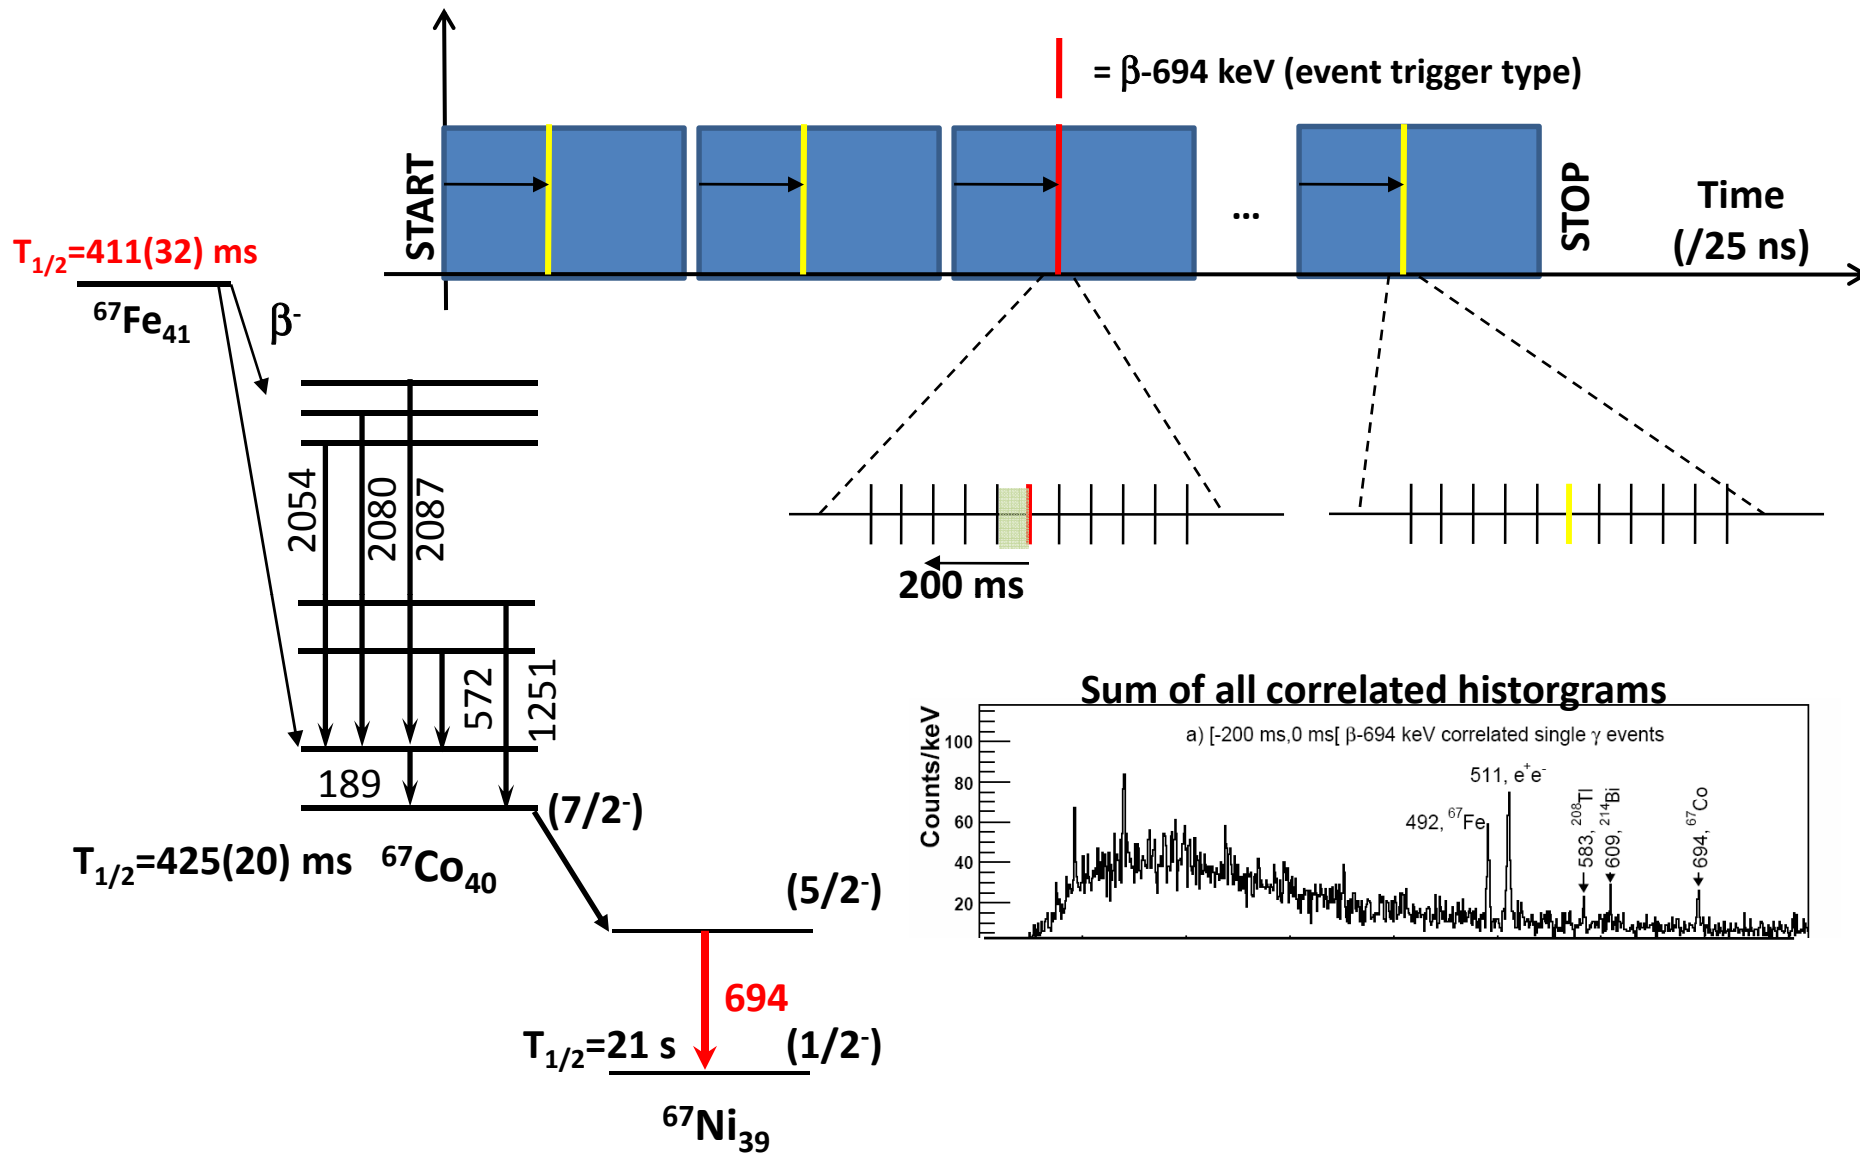 = β-694 keV (event trigger type)
START
...
STOP
Time
(/25 ns)
T1/2=411(32) ms
67Fe41
β-
2054
2080
2087
572
1251
189
(7/2-)
T1/2=425(20) ms
67Co40
(5/2-)
694
T1/2=21 s
(1/2-)
67Ni39
200 ms
Sum of all correlated historgrams
Counts/keV
a) [-200 ms,0 ms[ β-694 keV correlated single γ events
100
80
60
40
20
492, 67Fe
511, e+e-
583, 208Tl
609, 214Bi
694, 67Co